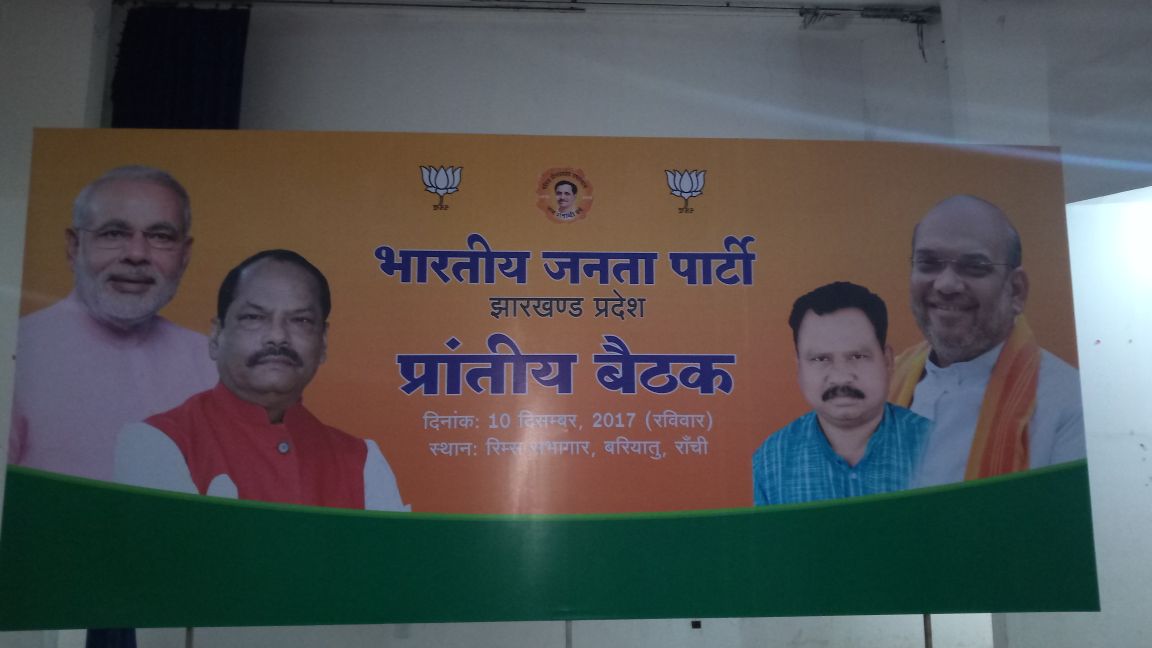 भारतीय जनता पार्टी
झारखण्ड प्रदेश
प्रांतीय बैठक
दिनांक: 10 दिसम्बर, 2017 (रविवार)
स्थान: रिम्स सभागार, बरियातु, राँची